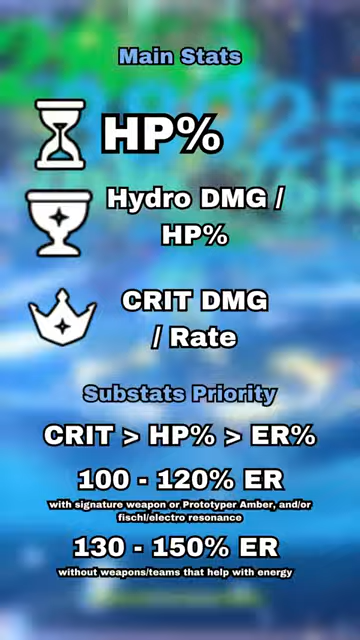 Main Stats
HP%
Hydro DMG /
HP%
CRIT DMG
/ Rate
Substats Priority
CRIT > HP% > ER%
100 - 120% ER
with signature weapon or Prototyper Amber, and/or
fischl/electro resonance
130 - 150% ER
without weapons/teams that help with energy